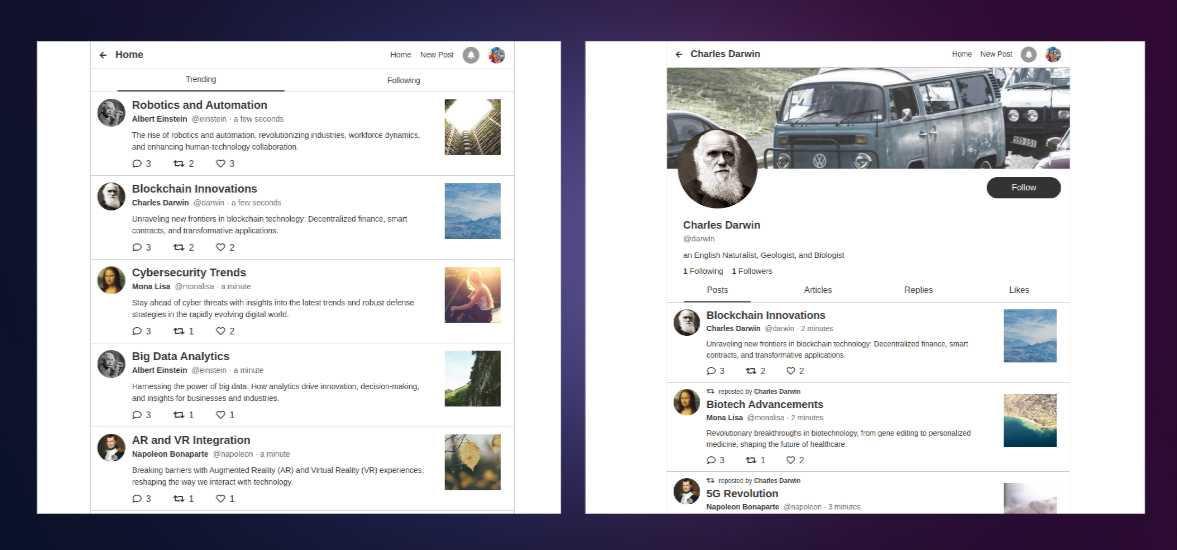 Home
Home New Post
Trending
Following
Robotics and Automation
Albert Einstein @einstein · a few seconds
The rise of robotics and automation, revolutionizing industries, workforce dynamics,
and enhancing human-technology collaboration.
3 2 3
Blockchain Innovations
Charles Darwin @darwin · a few seconds
Unraveling new frontiers in blockchain technology: Decentralized finance, smart
contracts, and transformative applications.
3 2 2
Cybersecurity Trends
Mona Lisa @monalisa · a minute
Stay ahead of cyber threats with insights into the latest trends and robust defense
strategies in the rapidly evolving digital world.
3 1 2
Big Data Analytics
Albert Einstein @einstein · a minute
Harnessing the power of big data: How analytics drive innovation, decision-making,
and insights for businesses and industries.
3 1 1
AR and VR Integration
Napoleon Bonaparte @napoleon · a minute
Breaking barriers with Augmented Reality (AR) and Virtual Reality (VR) experiences,
reshaping the way we interact with technology.
3 1 1
Charles Darwin
Home New Post
Follow
Charles Darwin
@darwin
an English Naturalist, Geologist, and Biologist
1 Following 1 Followers
Posts Articles Replies Likes
Blockchain Innovations
Charles Darwin @darwin · 2 minutes
Unraveling new frontiers in blockchain technology: Decentralized finance, smart
contracts, and transformative applications.
3 2 2
reposted by Charles Darwin
Biotech Advancements
Mona Lisa @monalisa · 2 minutes
Revolutionary breakthroughs in biotechnology, from gene editing to personalized
medicine, shaping the future of healthcare.
3 1 2
reposted by Charles Darwin
5G Revolution
Napoleon Bonaparte @napoleon · 3 minutes